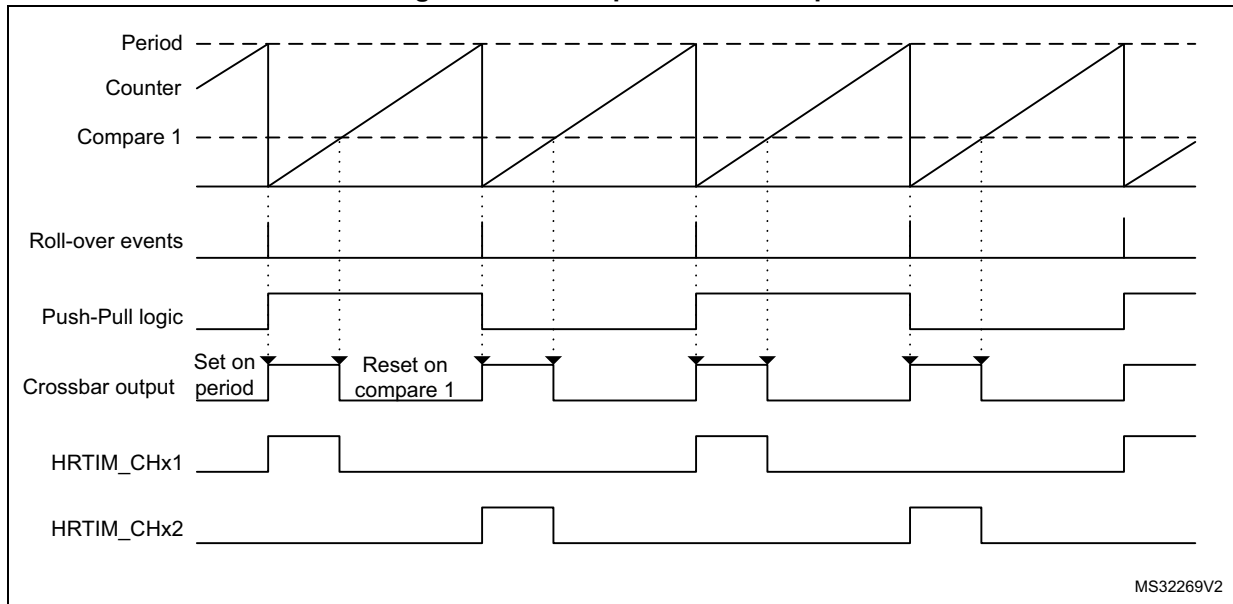 Period
Counter
Compare 1
Roll-over events
Push-Pull logic
Crossbar output
Set on
period
Reset on
compare 1
HRTIM_CHx1
HRTIM_CHx2
MS32269V2